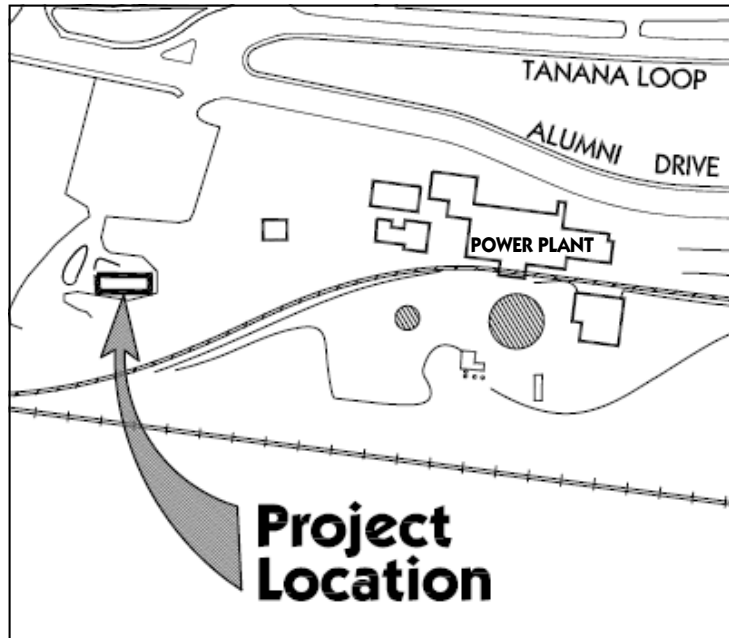 TANANA LOOP
ALUMNI DRIVE
POWER PLANT
Project
Location